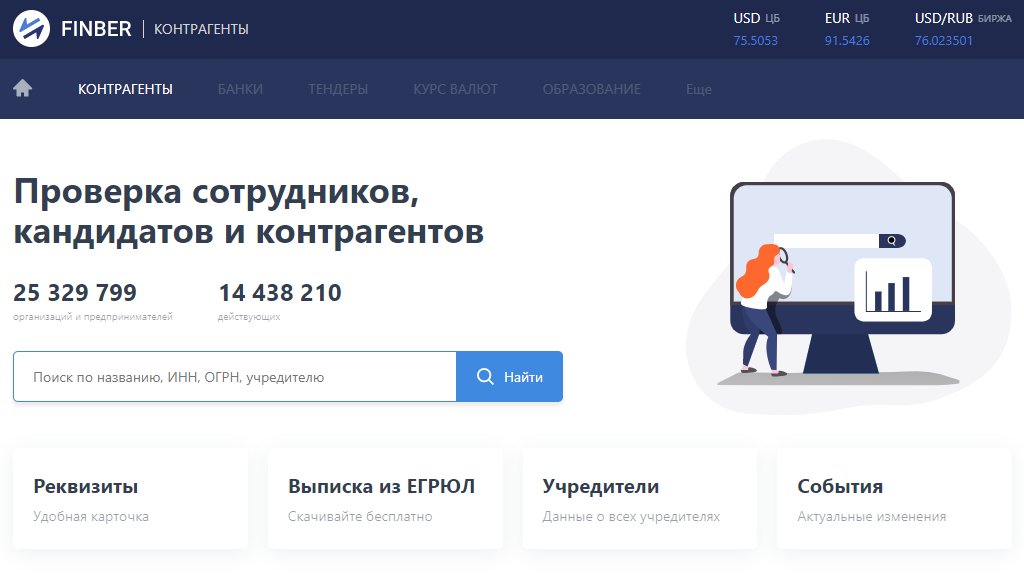 FINBER КОНТРАГЕНТЫ USD ЦБ EUR ЦБ USD/RUB БИРЖА
75.5053 91.5426 76.023501
КОНТРАГЕНТЫ БАНКИ ТЕНДЕРЫ КУРС ВАЛЮТ ОБРАЗОВАНИЕ Еще
Проверка сотрудников,
кандидатов и контрагентов
25 329 799 14 438 210
организаций и предпринимателей действующих
Поиск по названию, ИНН, ОГРН, учредителю Найти
Реквизиты Выписка из ЕГРЮЛ Учредители События
Удобная карточка Скачивайте бесплатно Данные о всех учредителях Актуальные изменения